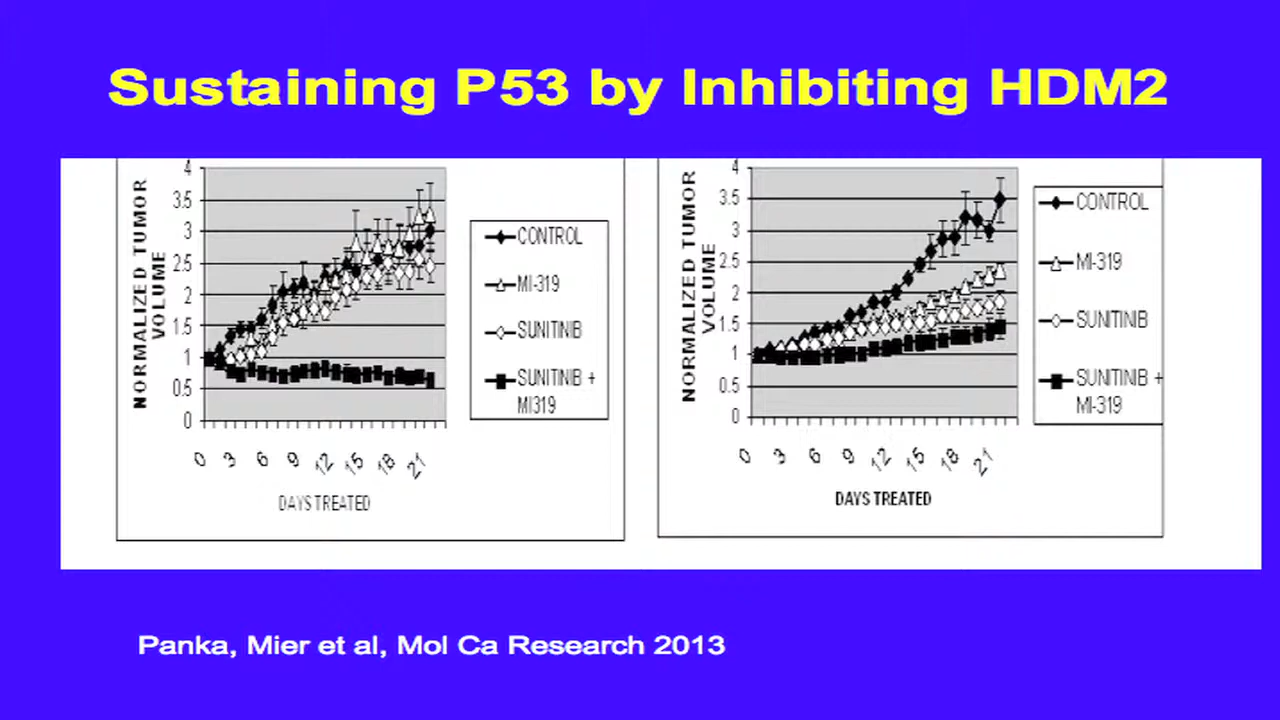 Sustaining P53 by Inhibiting HDM2
NORMALIZED TUMOR
VOLUME
4
3.5
3
2.5
2
1.5
1
0.5
0
0 3 6 9 12 15 18 21
DAYS TREATED
CONTROL
MI-319
SUNITINIB
SUNITINIB +
MI319
NORMALIZED TUMOR
VOLUME
4
3.5
3
2.5
2
1.5
1
0.5
0
0 3 6 9 12 15 18 21
DAYS TREATED
CONTROL
MI-319
SUNITINIB
SUNITINIB +
MI-319
Panka, Mier et al, Mol Ca Research 2013